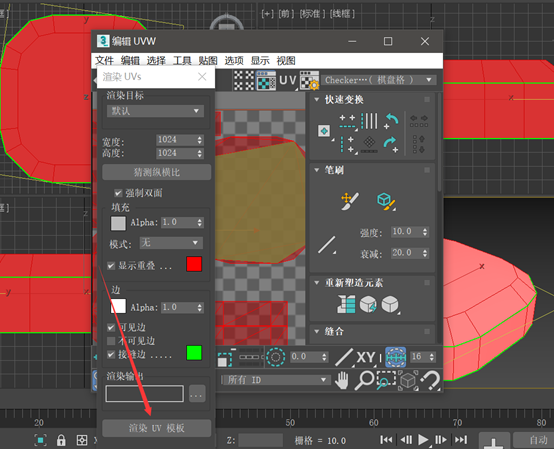 [+] [前] [标准] [线框]
3 编辑 UVW
文件 编辑 选择 工具 贴图 选项 显示 视图
渲染 UVs
UV
Checker…( 棋盘格 )
渲染目标
默认
宽度: 1024
高度: 1024
猜测纵横比
强制双面
填充
Alpha: 1.0
模式: 无
显示重叠 ...
边
Alpha: 1.0
可见边
不可见边
接缝边 .....
渲染输出
...
渲染 UV 模板
快速变换
笔刷
强度: 10.0
衰减: 20.0
重新塑造元素
缝合
0.0
XY
16
所有 ID
z
x
y
x
y
x
20
50
60
70
80
X
Z:
栅格 = 10.0
自动